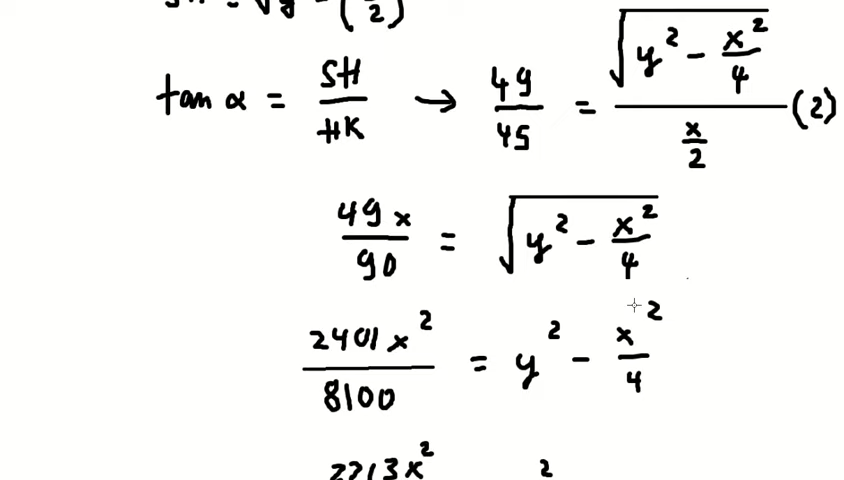 tan α = SH/HK → 49/45 = √(y² − x²/4) / (x/2) (2)
49x/90 = √(y² − x²/4)
2401x²/8100 = y² − x²/4